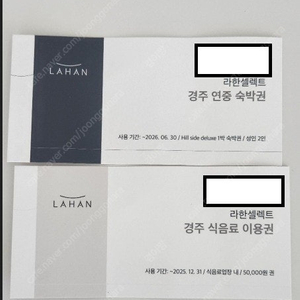 LAHAN
라한셀렉트
경주 연중 숙박권
사용 기간 : ~2026. 06. 30 / Hill side deluxe 1박 숙박권 / 성인 2인
LAHAN
라한셀렉트
경주 식음료 이용권
사용 기간 : ~2025. 12. 31 / 식음료업장 내 / 50,000원 권